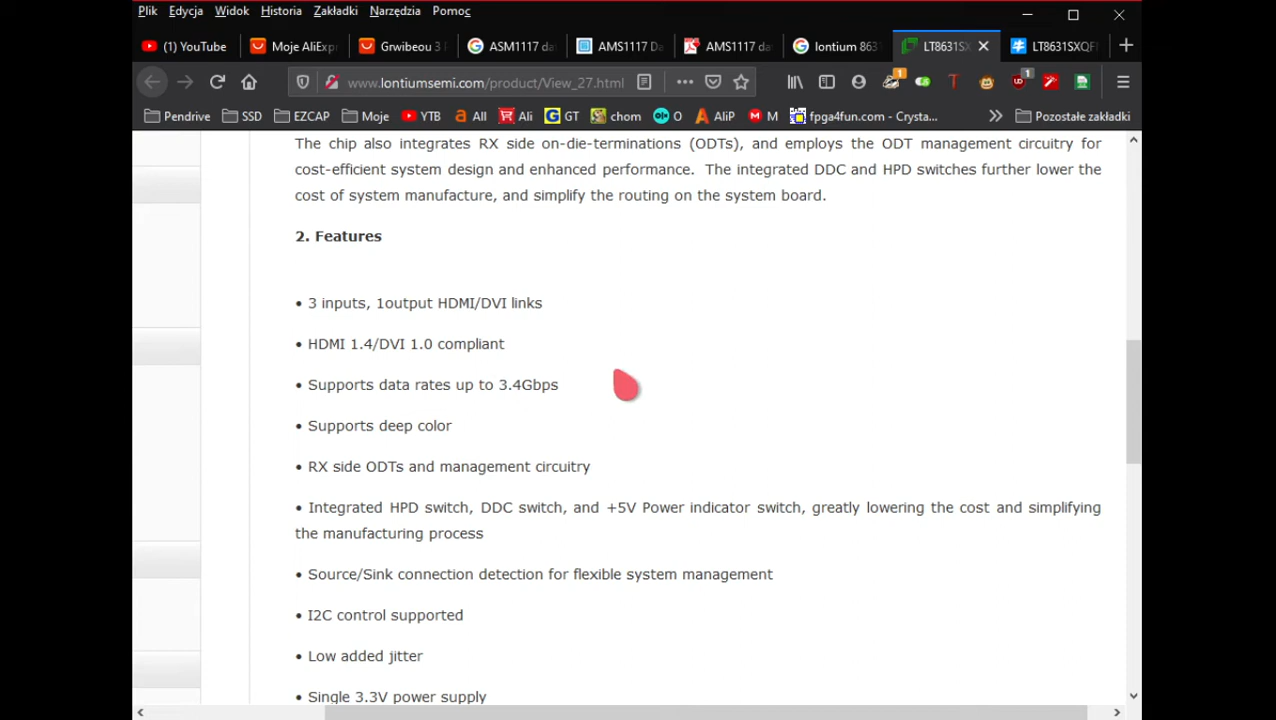 Plik Edycja Widok Historia Zakładki Narzędzia Pomoc
(1) YouTube Moje AliExpr Grwibeou 3 ASM1117 da AMS1117 Da AMS1117 da lontium 863 LT8631SX LT8631SXQF
www.lontiumsemi.com/product/View_27.html
Pendrive SSD EZCAP Moje YTB All Ali GT chom O AliP M fpga4fun.com - Crysta... Pozostałe zakładki
The chip also integrates RX side on-die-terminations (ODTs), and employs the ODT management circuitry for
cost-efficient system design and enhanced performance. The integrated DDC and HPD switches further lower the
cost of system manufacture, and simplify the routing on the system board.
2. Features
• 3 inputs, 1output HDMI/DVI links
• HDMI 1.4/DVI 1.0 compliant
• Supports data rates up to 3.4Gbps
• Supports deep color
• RX side ODTs and management circuitry
• Integrated HPD switch, DDC switch, and +5V Power indicator switch, greatly lowering the cost and simplifying
the manufacturing process
• Source/Sink connection detection for flexible system management
• I2C control supported
• Low added jitter
• Single 3.3V power supply